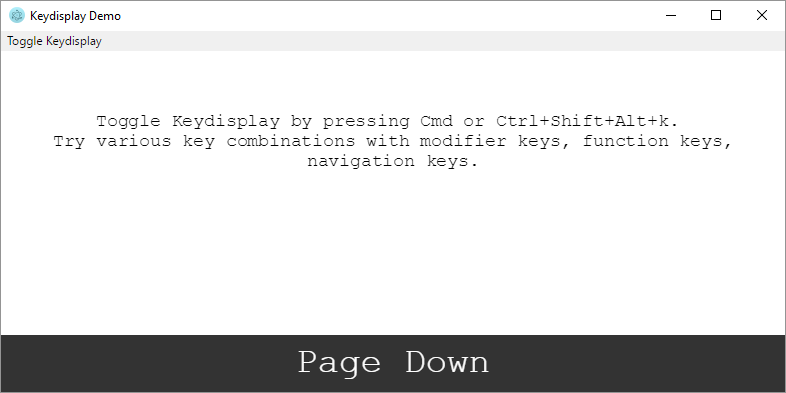 Keydisplay Demo
Toggle Keydisplay
Toggle Keydisplay by pressing Cmd or Ctrl+Shift+Alt+k.
Try various key combinations with modifier keys, function keys,
navigation keys.
Page Down